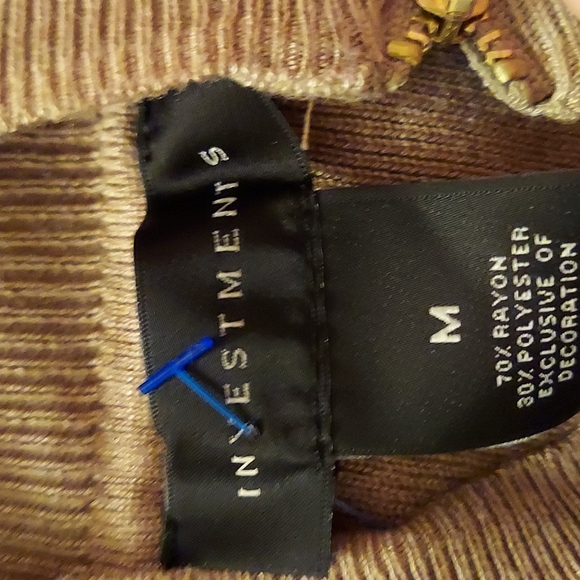 INVESTMENTS
M
70% RAYON
30% POLYESTER
EXCLUSIVE OF
DECORATION